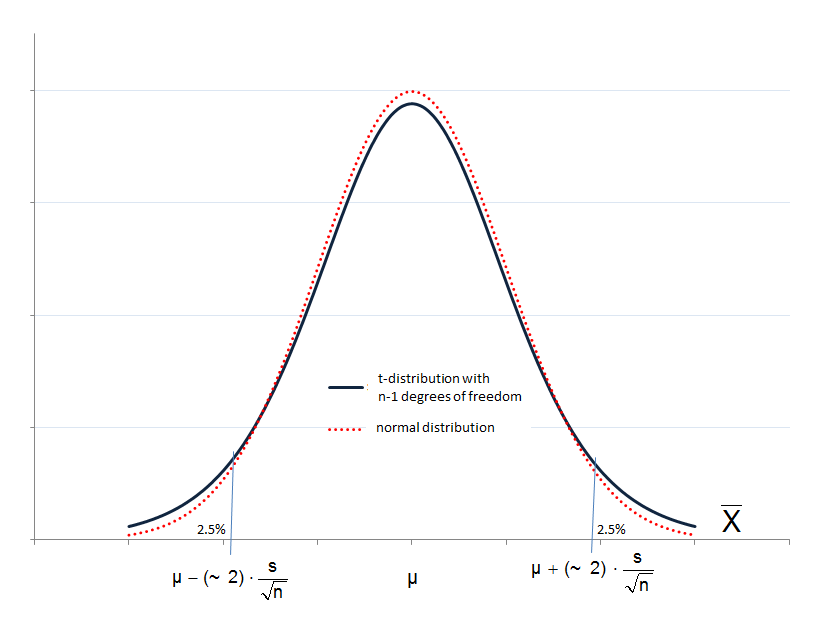 t-distribution with
n-1 degrees of freedom
normal distribution
2.5%
2.5%
X̅
μ − (~ 2) · s/√n
μ
μ + (~ 2) · s/√n